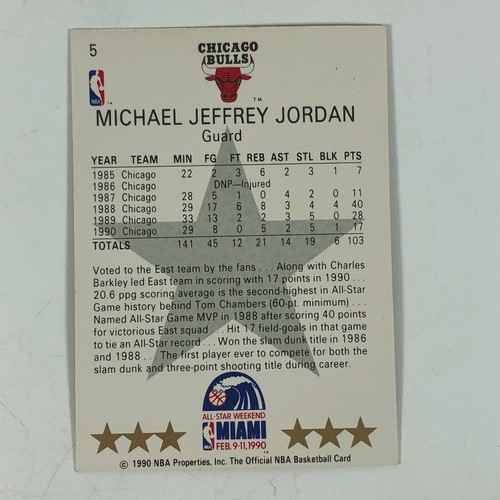 5
CHICAGO
BULLS
NBA
TM
MICHAEL JEFFREY JORDAN
Guard
YEAR TEAM MIN FG FT REB AST STL BLK PTS
1985 Chicago 22 2 3 6 2 3 1 7
1986 Chicago DNP—Injured
1987 Chicago 28 5 1 0 4 2 0 11
1988 Chicago 29 17 6 8 3 4 4 40
1989 Chicago 33 13 2 2 3 5 0 28
1990 Chicago 29 8 0 5 2 5 1 17
TOTALS 141 45 12 21 14 19 6 103
Voted to the East team by the fans . . . Along with Charles
Barkley led East team in scoring with 17 points in 1990 . . .
20.6 ppg scoring average is the second-highest in All-Star
Game history behind Tom Chambers (60-pt. minimum) . . .
Named All-Star Game MVP in 1988 after scoring 40 points
for victorious East squad . . . Hit 17 field-goals in that game
to tie an All-Star record . . . Won the slam dunk title in 1986
and 1988 . . . The first player ever to compete for both the
slam dunk and three-point shooting title during career.
ALL-STAR WEEKEND
NBA MIAMI
FEB. 9-11, 1990
TM
© 1990 NBA Properties, Inc. The Official NBA Basketball Card